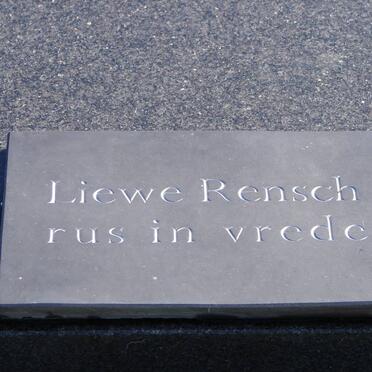 Liewe Rensch
rus in vrede